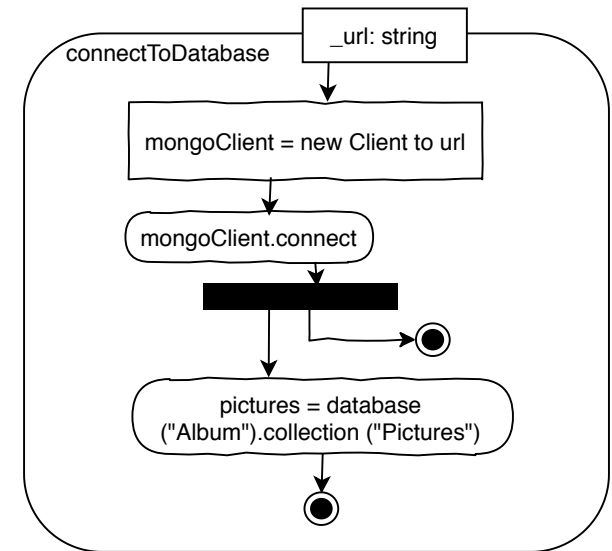 _url: string
connectToDatabase
mongoClient = new Client to url
mongoClient.connect
pictures = database
("Album").collection ("Pictures")